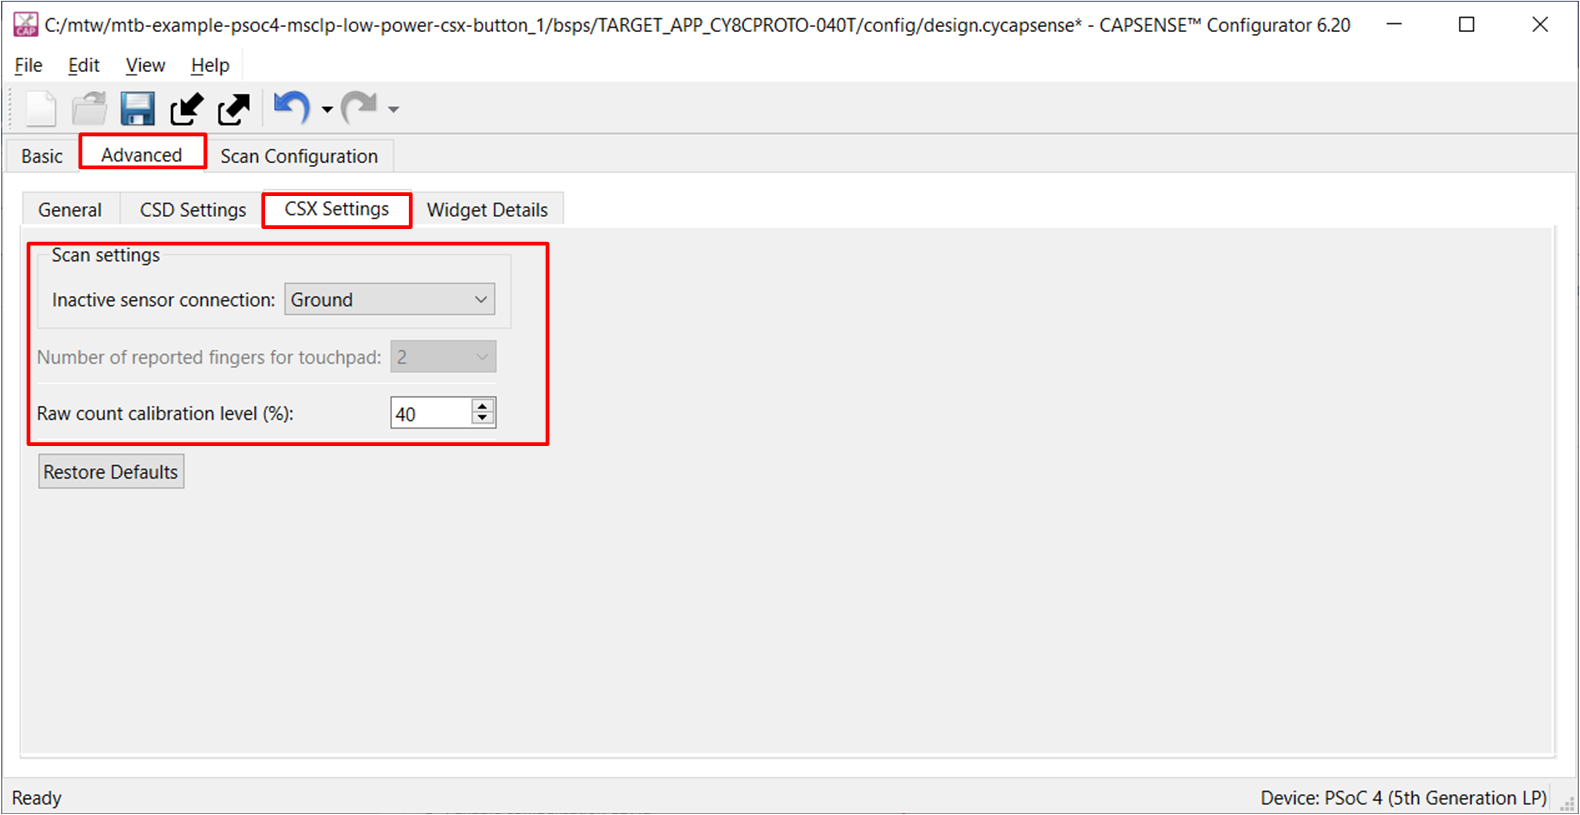 C:/mtw/mtb-example-psoc4-msclp-low-power-csx-button_1/bsps/TARGET_APP_CY8CPROTO-040T/config/design.cycapsense* - CAPSENSE™ Configurator 6.20
File Edit View Help
Basic Advanced Scan Configuration
General CSD Settings CSX Settings Widget Details
Scan settings
Inactive sensor connection: Ground
Number of reported fingers for touchpad: 2
Raw count calibration level (%): 40
Restore Defaults
Ready Device: PSoC 4 (5th Generation LP)